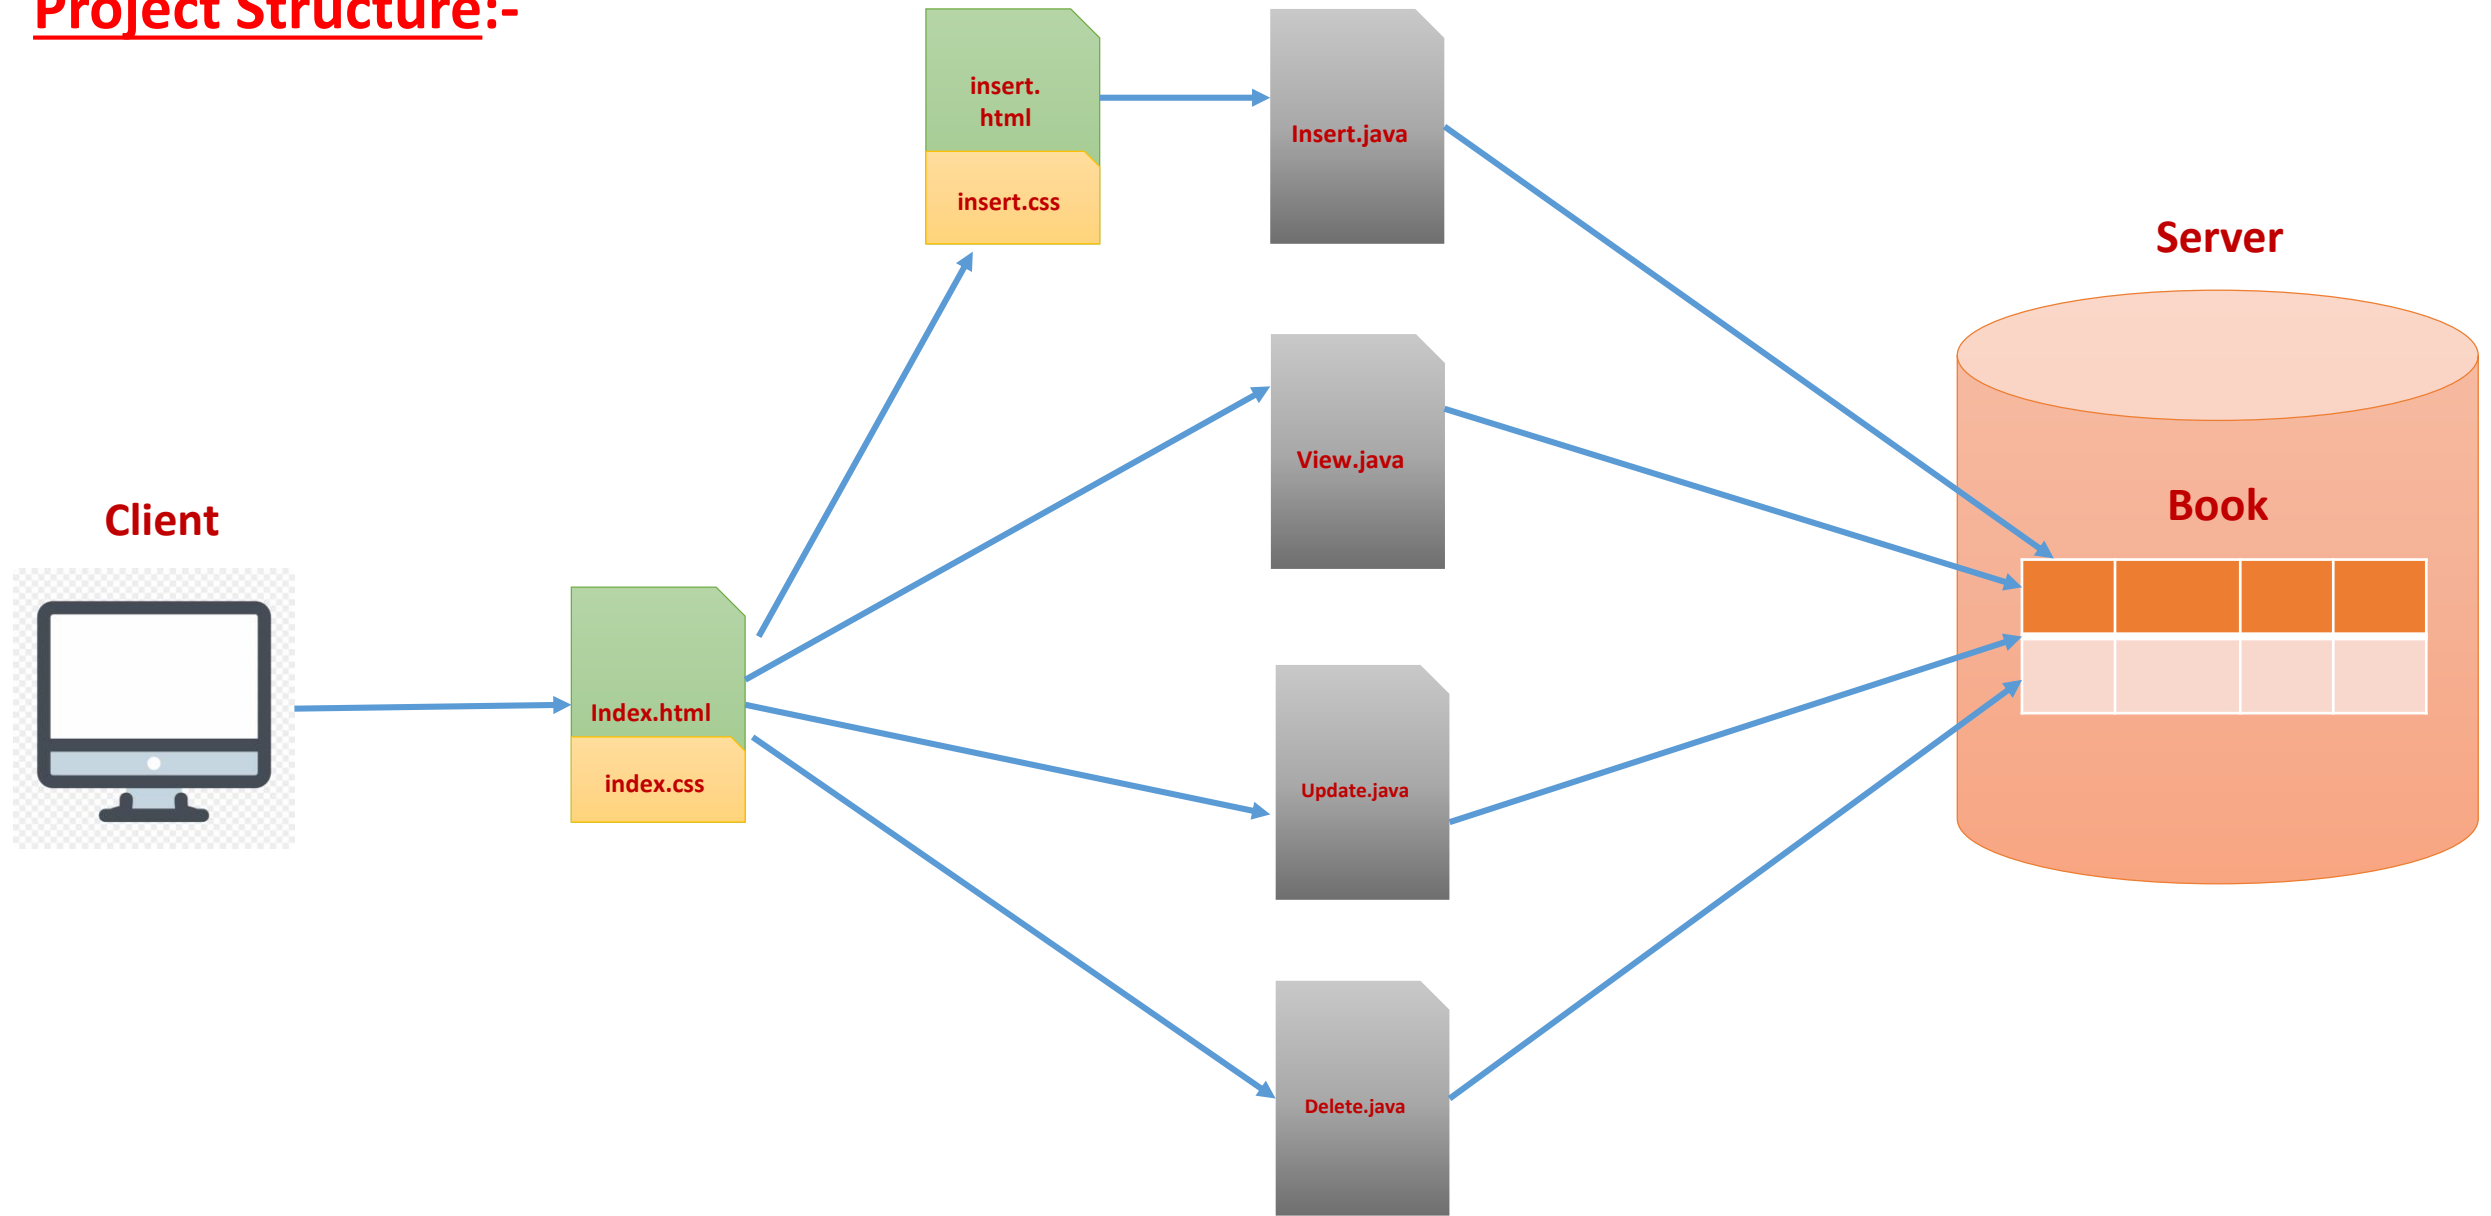 Project Structure:-
insert.
html
insert.css
Insert.java
Server
View.java
Book
Client
Index.html
index.css
Update.java
Delete.java